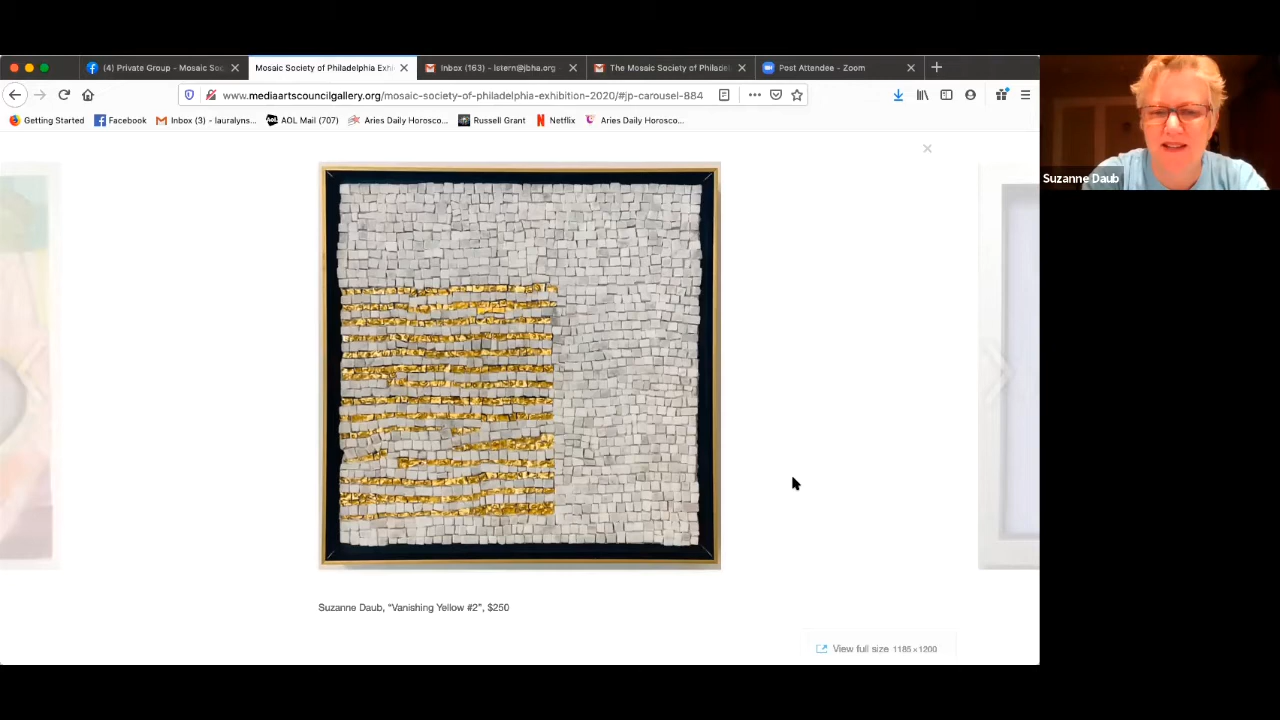 (4) Private Group - Mosaic Soc
Mosaic Society of Philadelphia Exhi
Inbox (163) - lstern@jbha.org
The Mosaic Society of Philadel
Post Attendee - Zoom
www.mediaartscouncilgallery.org/mosaic-society-of-philadelphia-exhibition-2020/#jp-carousel-884
Getting Started
Facebook
Inbox (3) - lauralyns...
AOL Mail (707)
Aries Daily Horosco...
Russell Grant
Netflix
Aries Daily Horosco...
Suzanne Daub
Suzanne Daub, “Vanishing Yellow #2”, $250
View full size 1185×1200